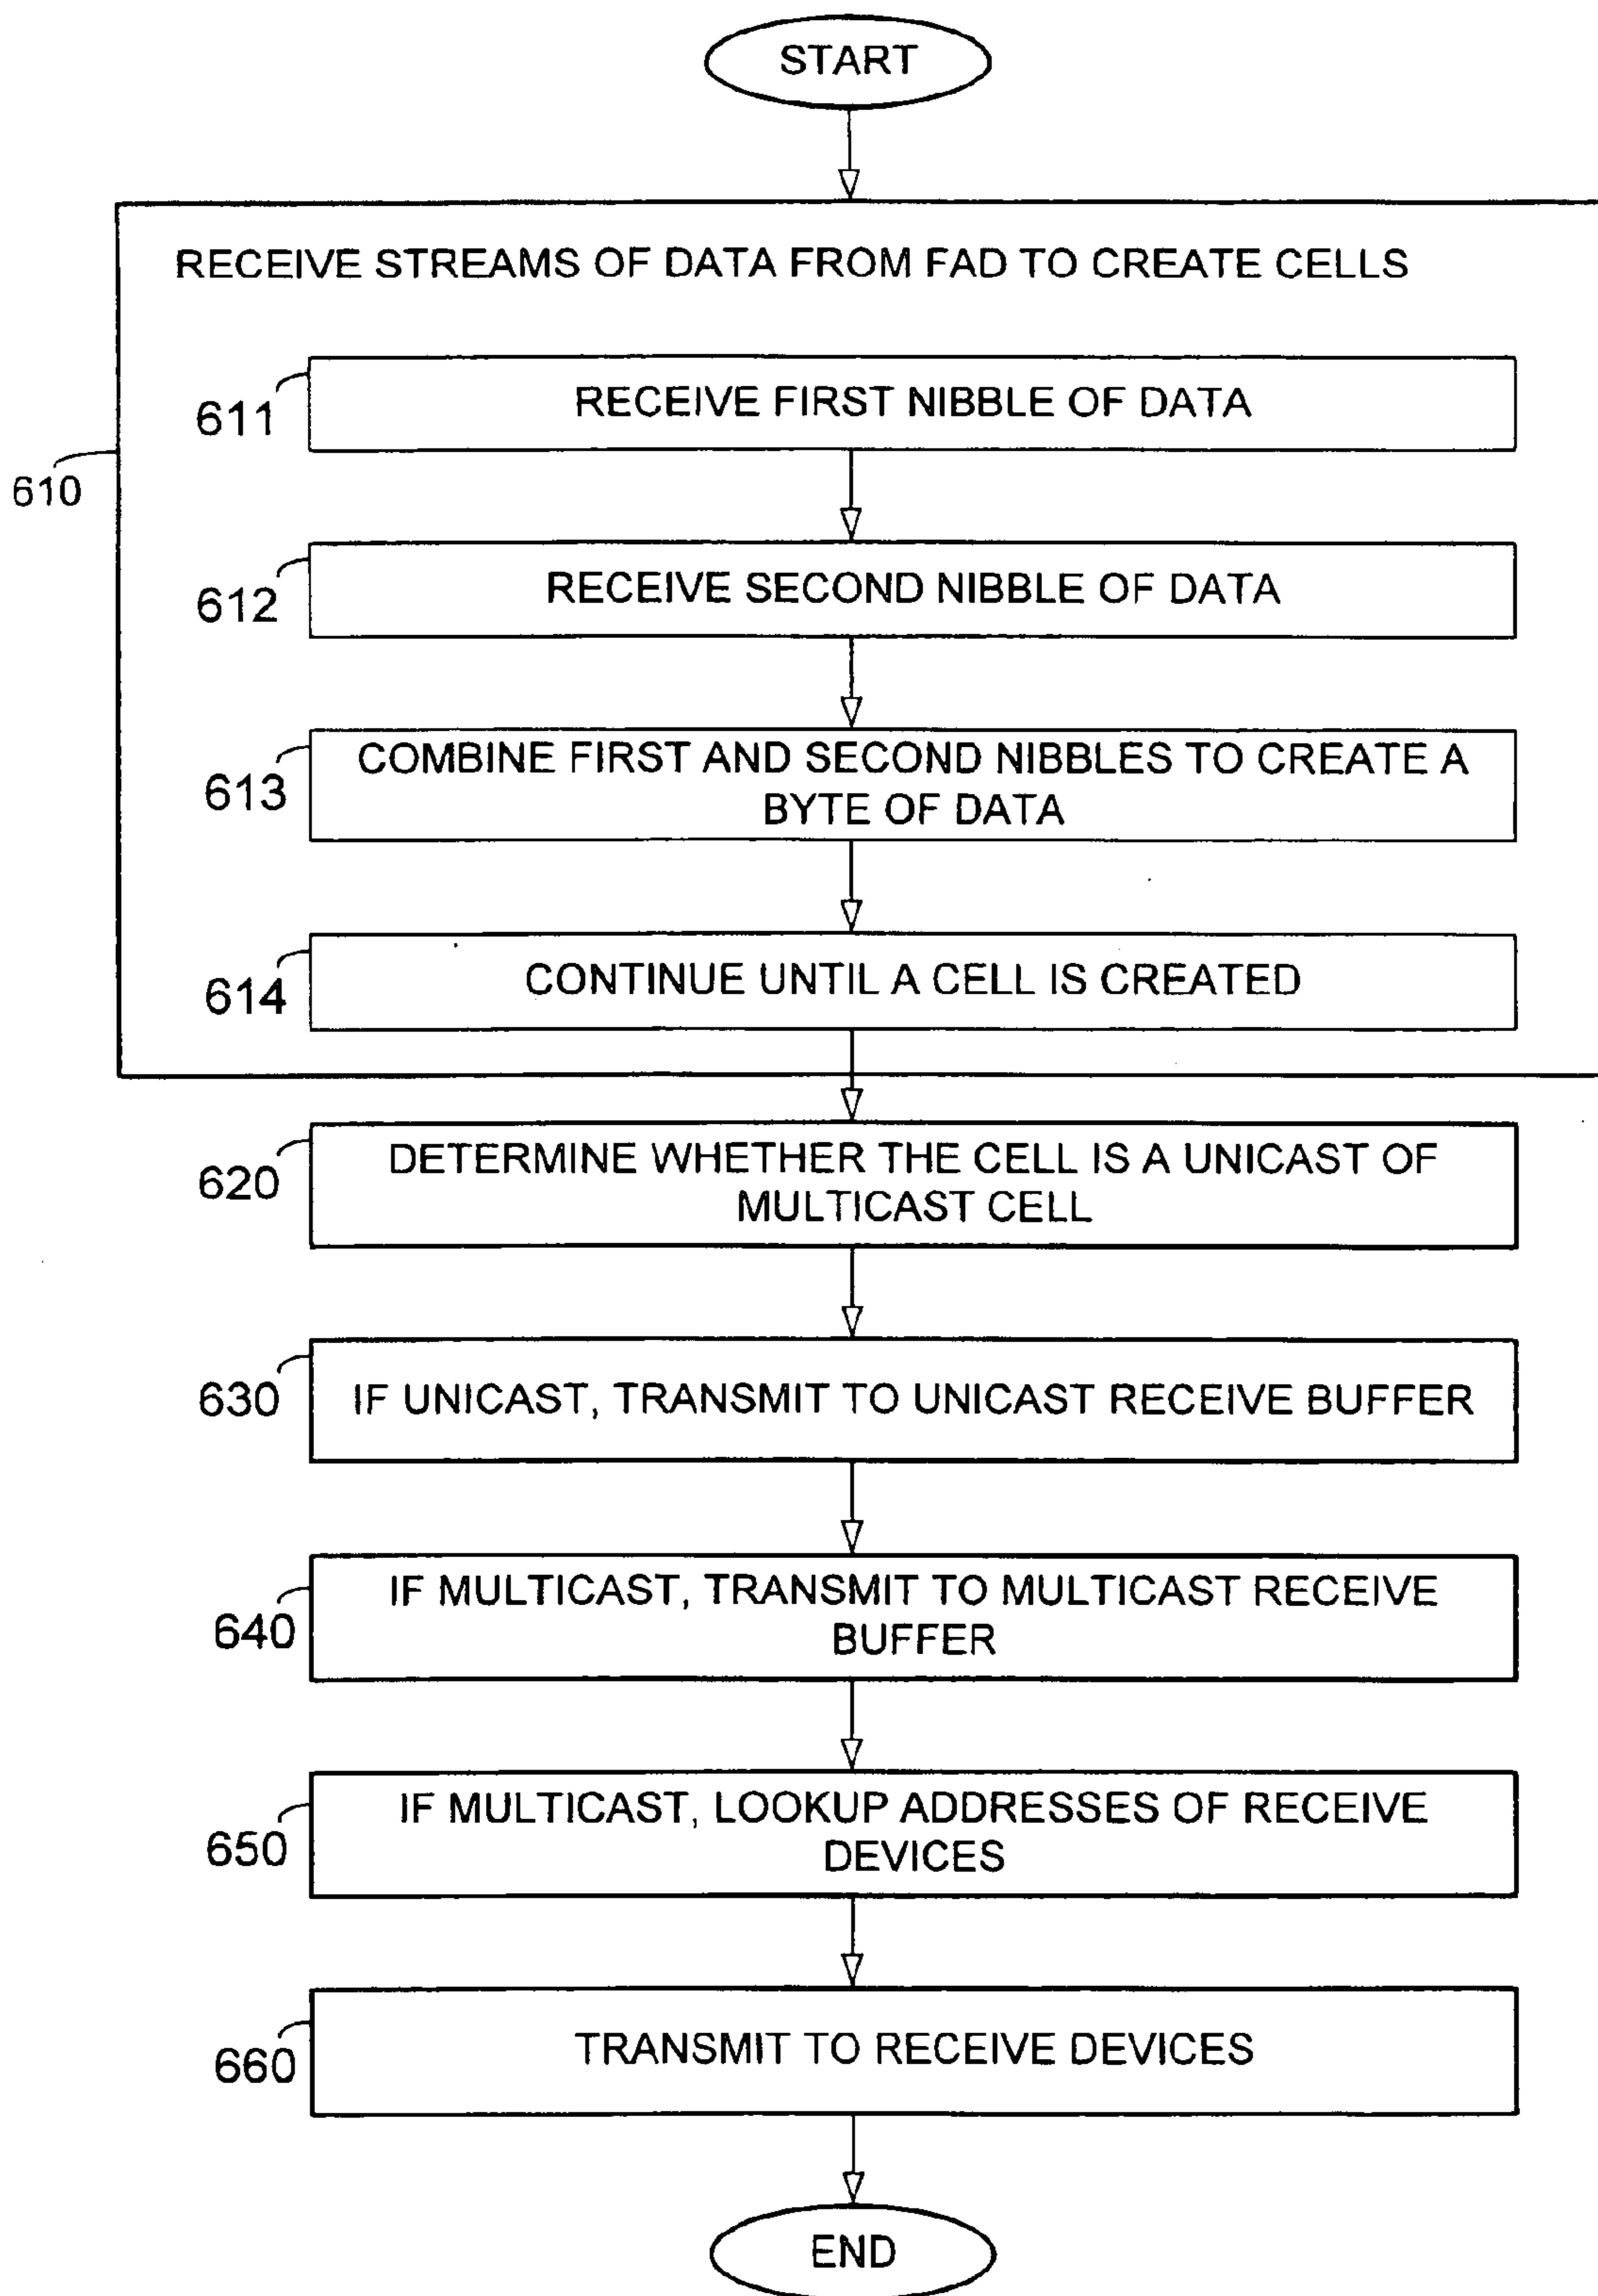 START
RECEIVE STREAMS OF DATA FROM FAD TO CREATE CELLS
611
RECEIVE FIRST NIBBLE OF DATA
610
612
RECEIVE SECOND NIBBLE OF DATA
613
COMBINE FIRST AND SECOND NIBBLES TO CREATE A
BYTE OF DATA
614
CONTINUE UNTIL A CELL IS CREATED
620
DETERMINE WHETHER THE CELL IS A UNICAST OF
MULTICAST CELL
630
IF UNICAST, TRANSMIT TO UNICAST RECEIVE BUFFER
640
IF MULTICAST, TRANSMIT TO MULTICAST RECEIVE
BUFFER
650
IF MULTICAST, LOOKUP ADDRESSES OF RECEIVE
DEVICES
660
TRANSMIT TO RECEIVE DEVICES
END